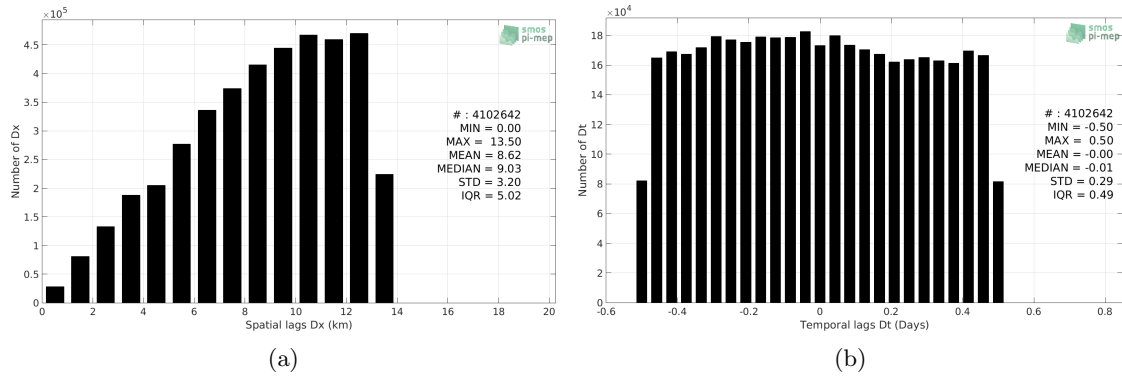 ×10⁵
4.5
4
3.5
3
2.5
2
1.5
1
0.5
0
0 2 4 6 8 10 12 14 16 18 20
Number of Dx
Spatial lags Dx (km)
smos
pi-mep
# : 4102642
MIN = 0.00
MAX = 13.50
MEAN = 8.62
MEDIAN = 9.03
STD = 3.20
IQR = 5.02
(a)
×10⁴
18
16
14
12
10
8
6
4
2
0
-0.6 -0.4 -0.2 0 0.2 0.4 0.6 0.8
Number of Dt
Temporal lags Dt (Days)
smos
pi-mep
# : 4102642
MIN = -0.50
MAX = 0.50
MEAN = -0.00
MEDIAN = -0.01
STD = 0.29
IQR = 0.49
(b)